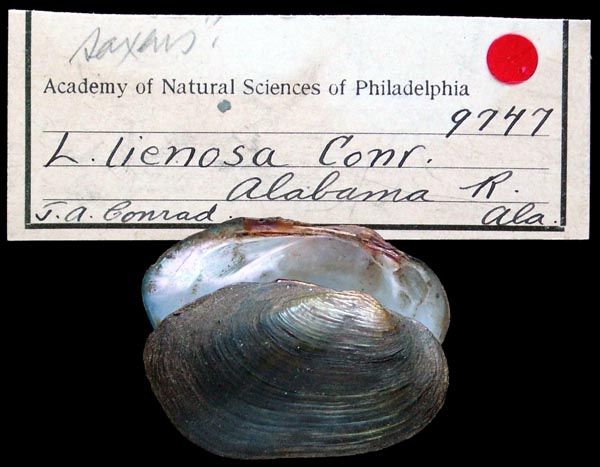 Academy of Natural Sciences of Philadelphia
9747
L. lienosa Conr.
Alabama R.
J.A. Conrad. Ala.